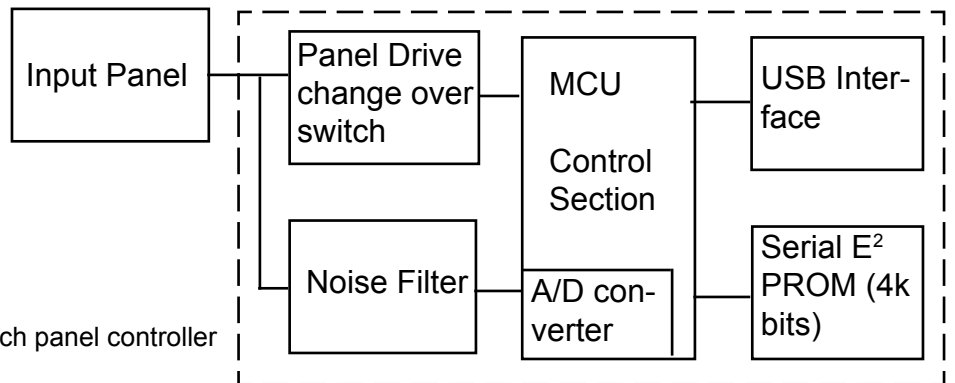 Input Panel
Panel Drive
change over
switch
MCU
Control
Section
USB Inter-
face
Noise Filter
A/D con-
verter
Serial E²
PROM (4k
bits)
ch panel controller